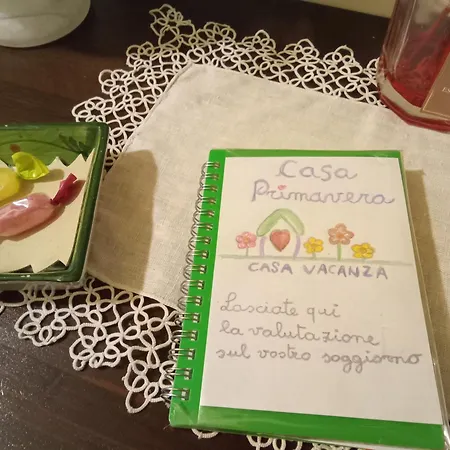 Casa
Primavera
CASA VACANZA
Lasciate qui
la valutazione
sul vostro soggiorno